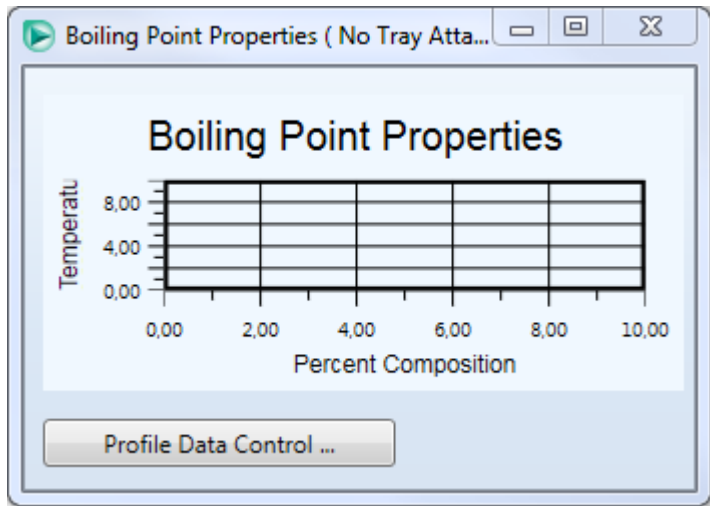 Boiling Point Properties ( No Tray Atta...
Boiling Point Properties
Temperatu
8,00
4,00
0,00
0,00 2,00 4,00 6,00 8,00 10,00
Percent Composition
Profile Data Control ...